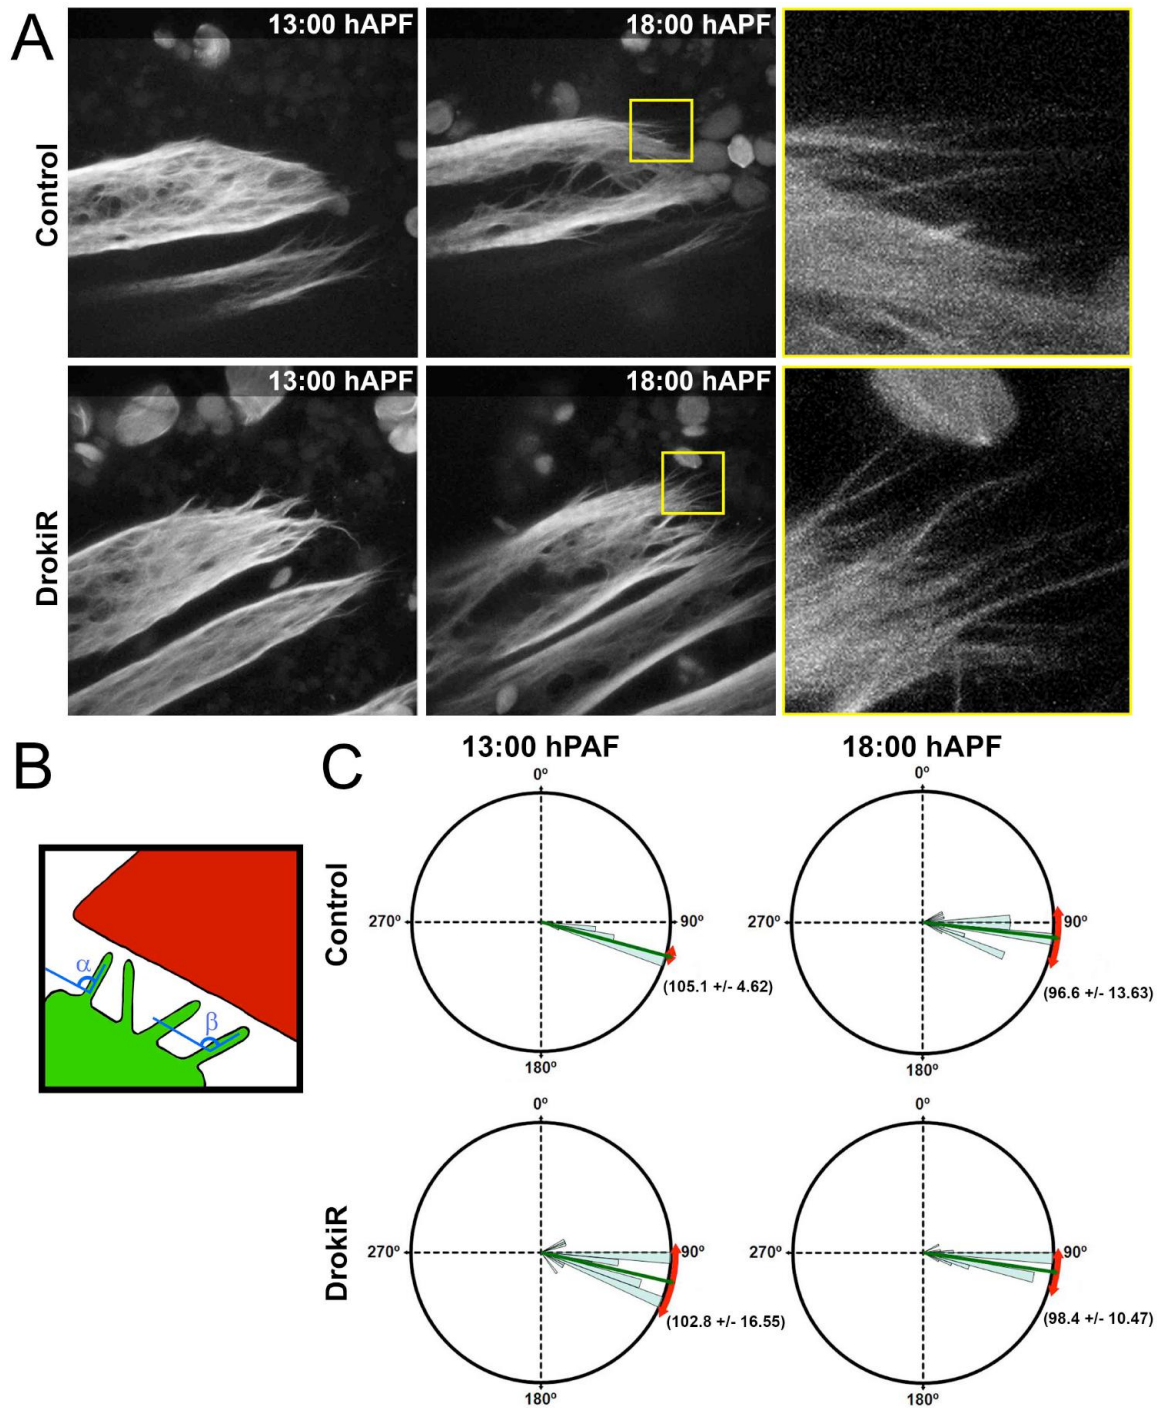 A
13:00 hAPF
18:00 hAPF
Control
13:00 hAPF
18:00 hAPF
DrokiR
B
α
β
C
13:00 hPAF
18:00 hAPF
Control
0º
270º
90º
180º
(105.1 +/- 4.62)
0º
270º
90º
180º
(96.6 +/- 13.63)
DrokiR
0º
270º
90º
180º
(102.8 +/- 16.55)
0º
270º
90º
180º
(98.4 +/- 10.47)